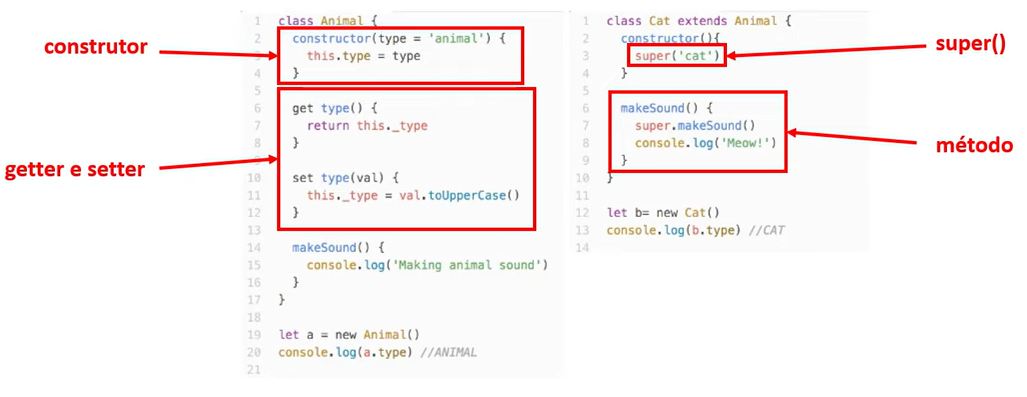 construtor
getter e setter
1 class Animal {
2 constructor(type = 'animal') {
3 this.type = type
4 }
5
6 get type() {
7 return this._type
8 }
9
10 set type(val) {
11 this._type = val.toUpperCase()
12 }
13
14 makeSound() {
15 console.log('Making animal sound')
16 }
17 }
18
19 let a = new Animal()
20 console.log(a.type) //ANIMAL
21
1 class Cat extends Animal {
2 constructor(){
3 super('cat')
4 }
5
6 makeSound() {
7 super.makeSound()
8 console.log('Meow!')
9 }
10 }
11
12 let b= new Cat()
13 console.log(b.type) //CAT
14
super()
método